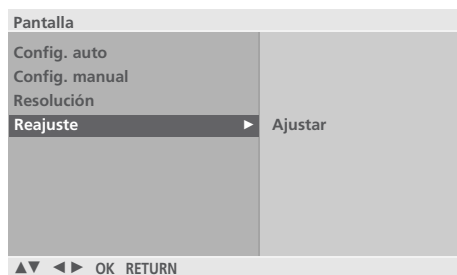 Pantalla
Config. auto
Config. manual
Resolución
Reajuste ► Ajustar
▲▼ ◄► OK RETURN